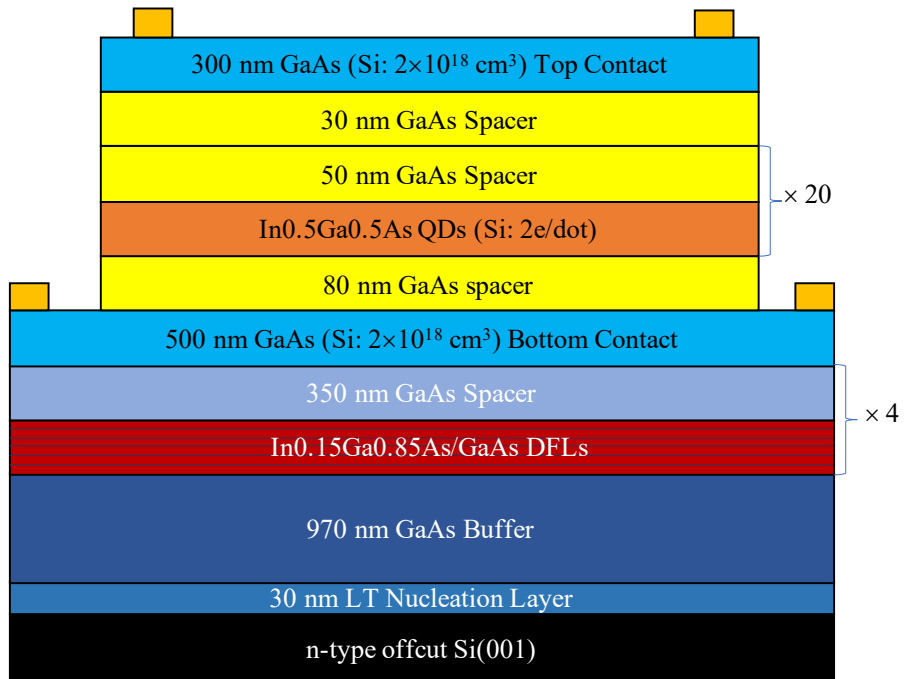 300 nm GaAs (Si: 2×10¹⁸ cm³) Top Contact
30 nm GaAs Spacer
50 nm GaAs Spacer
× 20
In0.5Ga0.5As QDs (Si: 2e/dot)
80 nm GaAs spacer
500 nm GaAs (Si: 2×10¹⁸ cm³) Bottom Contact
350 nm GaAs Spacer
× 4
In0.15Ga0.85As/GaAs DFLs
970 nm GaAs Buffer
30 nm LT Nucleation Layer
n-type offcut Si(001)